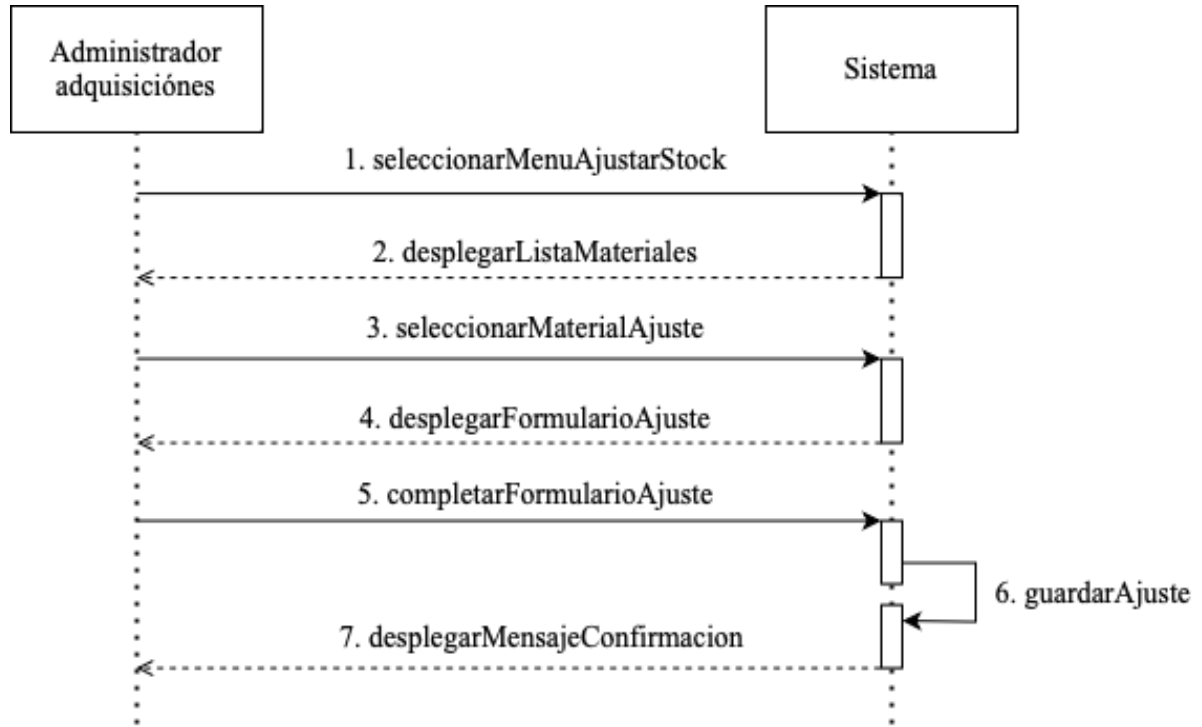 Administrador
adquisiciónes
Sistema
1. seleccionarMenuAjustarStock
2. desplegarListaMateriales
3. seleccionarMaterialAjuste
4. desplegarFormularioAjuste
5. completarFormularioAjuste
6. guardarAjuste
7. desplegarMensajeConfirmacion